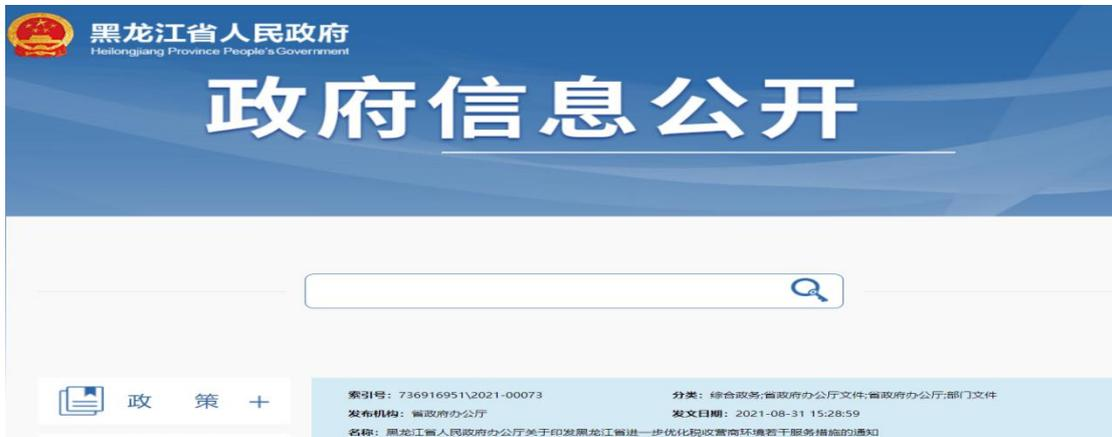 黑龙江省人民政府
Heilongjiang Province People's Government
政府信息公开
政 策 +
索引号：736916951\2021-00073 分类：综合政务;省政府办公厅文件;省政府办公厅;部门文件
发布机构：省政府办公厅 发文日期：2021-08-31 15:28:59
名称：黑龙江省人民政府办公厅关于印发黑龙江省进一步优化税收营商环境若干服务措施的通知